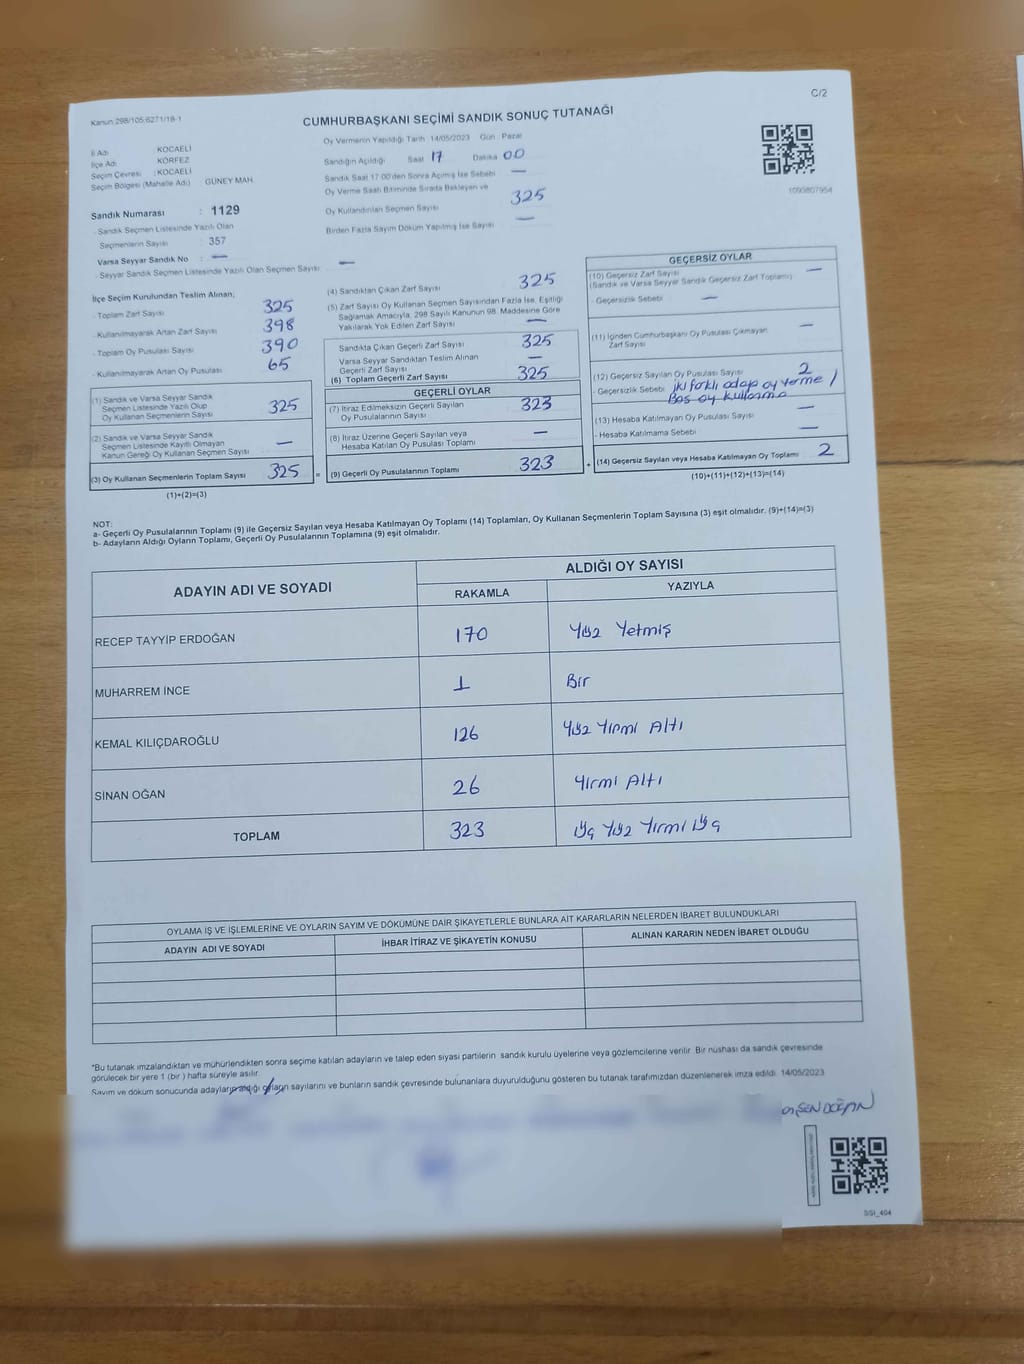 C/2
Kanun 298/105,6271/18-1
CUMHURBAŞKANI SEÇİMİ SANDIK SONUÇ TUTANAĞI
İl Adı : KOCAELİ
İlçe Adı : KÖRFEZ
Seçim Çevresi : KOCAELİ
Seçim Bölgesi (Mahalle Adı) GÜNEY MAH.
Sandık Numarası : 1129
- Sandık Seçmen Listesinde Yazılı Olan
Seçmenlerin Sayısı : 357
Varsa Seyyar Sandık No : —
- Seyyar Sandık Seçmen Listesinde Yazılı Olan Seçmen Sayısı —
Oy Vermenin Yapıldığı Tarih 14/05/2023 Gün : Pazar
Sandığın Açıldığı Saat 17 Dakika 00
Sandık Saat 17:00'den Sonra Açılmış İse Sebebi —
Oy Verme Saati Bitiminde Sırada Bekleyen ve
Oy Kullandırılan Seçmen Sayısı 325
Birden Fazla Sayım Döküm Yapılmış İse Sayısı —
1093807954
İlçe Seçim Kurulundan Teslim Alınan;
- Toplam Zarf Sayısı 325
- Kullanılmayarak Artan Zarf Sayısı 398
- Toplam Oy Pusulası Sayısı 390
- Kullanılmayarak Artan Oy Pusulası 65
(1) Sandık ve Varsa Seyyar Sandık
Seçmen Listesinde Yazılı Olup
Oy Kullanan Seçmenlerin Sayısı 325
(2) Sandık ve Varsa Seyyar Sandık
Seçmen Listesinde Kayıtlı Olmayan
Kanun Gereği Oy Kullanan Seçmen Sayısı —
(3) Oy Kullanan Seçmenlerin Toplam Sayısı 325 =
(1)+(2)=(3)
(4) Sandıktan Çıkan Zarf Sayısı 325
(5) Zarf Sayısı Oy Kullanan Seçmen Sayısından Fazla İse, Eşitliği
Sağlamak Amacıyla, 298 Sayılı Kanunun 98. Maddesine Göre
Yakılarak Yok Edilen Zarf Sayısı —
Sandıkta Çıkan Geçerli Zarf Sayısı 325
Varsa Seyyar Sandıktan Teslim Alınan
Geçerli Zarf Sayısı —
(6) Toplam Geçerli Zarf Sayısı 325
GEÇERLİ OYLAR
(7) İtiraz Edilmeksizin Geçerli Sayılan
Oy Pusulalarının Sayısı 323
(8) İtiraz Üzerine Geçerli Sayılan veya
Hesaba Katılan Oy Pusulası Toplamı —
(9) Geçerli Oy Pusulalarının Toplamı 323 +
GEÇERSİZ OYLAR
(10) Geçersiz Zarf Sayısı —
(Sandık ve Varsa Seyyar Sandık Geçersiz Zarf Toplamı)
- Geçersizlik Sebebi : —
(11) İçinden Cumhurbaşkanı Oy Pusulası Çıkmayan
Zarf Sayısı —
(12) Geçersiz Sayılan Oy Pusulası Sayısı 2
- Geçersizlik Sebebi iki farklı adaya oy verme /
Boş oy kullanma
(13) Hesaba Katılmayan Oy Pusulası Sayısı —
- Hesaba Katılmama Sebebi : —
(14) Geçersiz Sayılan veya Hesaba Katılmayan Oy Toplamı 2
(10)+(11)+(12)+(13)=(14)
NOT:
a- Geçerli Oy Pusulalarının Toplamı (9) ile Geçersiz Sayılan veya Hesaba Katılmayan Oy Toplamı (14) Toplamları, Oy Kullanan Seçmenlerin Toplam Sayısına (3) eşit olmalıdır. (9)+(14)=(3)
b- Adayların Aldığı Oyların Toplamı, Geçerli Oy Pusulalarının Toplamına (9) eşit olmalıdır.
ADAYIN ADI VE SOYADI
ALDIĞI OY SAYISI
RAKAMLA YAZIYLA
RECEP TAYYİP ERDOĞAN 170 Yüz Yetmiş
MUHARREM İNCE 1 Bir
KEMAL KILIÇDAROĞLU 126 Yüz Yirmi Altı
SİNAN OĞAN 26 Yirmi Altı
TOPLAM 323 Üç Yüz Yirmi Üç
OYLAMA İŞ VE İŞLEMLERİNE VE OYLARIN SAYIM VE DÖKÜMÜNE DAİR ŞİKAYETLERLE BUNLARA AİT KARARLARIN NELERDEN İBARET BULUNDUKLARI
ADAYIN ADI VE SOYADI İHBAR İTİRAZ VE ŞİKAYETİN KONUSU ALINAN KARARIN NEDEN İBARET OLDUĞU
*Bu tutanak imzalandıktan ve mühürlendikten sonra seçime katılan adayların ve talep eden siyasi partilerin sandık kurulu üyelerine veya gözlemcilerine verilir. Bir nüshası da sandık çevresinde
görülecek bir yere 1 (bir) hafta süreyle asılır.
Sayım ve döküm sonucunda adayların aldığı oyların sayılarını ve bunların sandık çevresinde bulunanlara duyurulduğunu gösteren bu tutanak tarafımızdan düzenlenerek imza edildi. 14/05/2023
DOĞAN
SSI_404